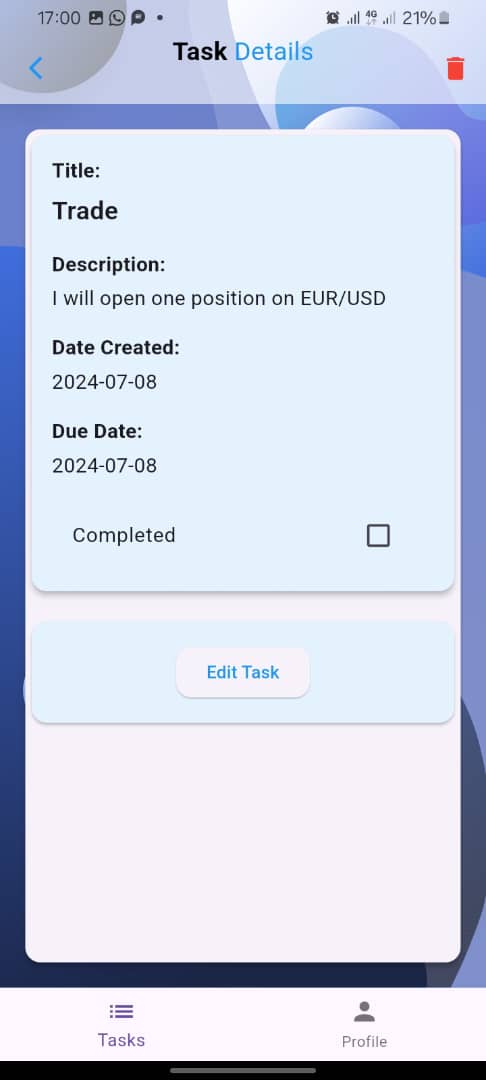 17:00 4G 21%
Task Details
Title:
Trade
Description:
I will open one position on EUR/USD
Date Created:
2024-07-08
Due Date:
2024-07-08
Completed
Edit Task
Tasks Profile